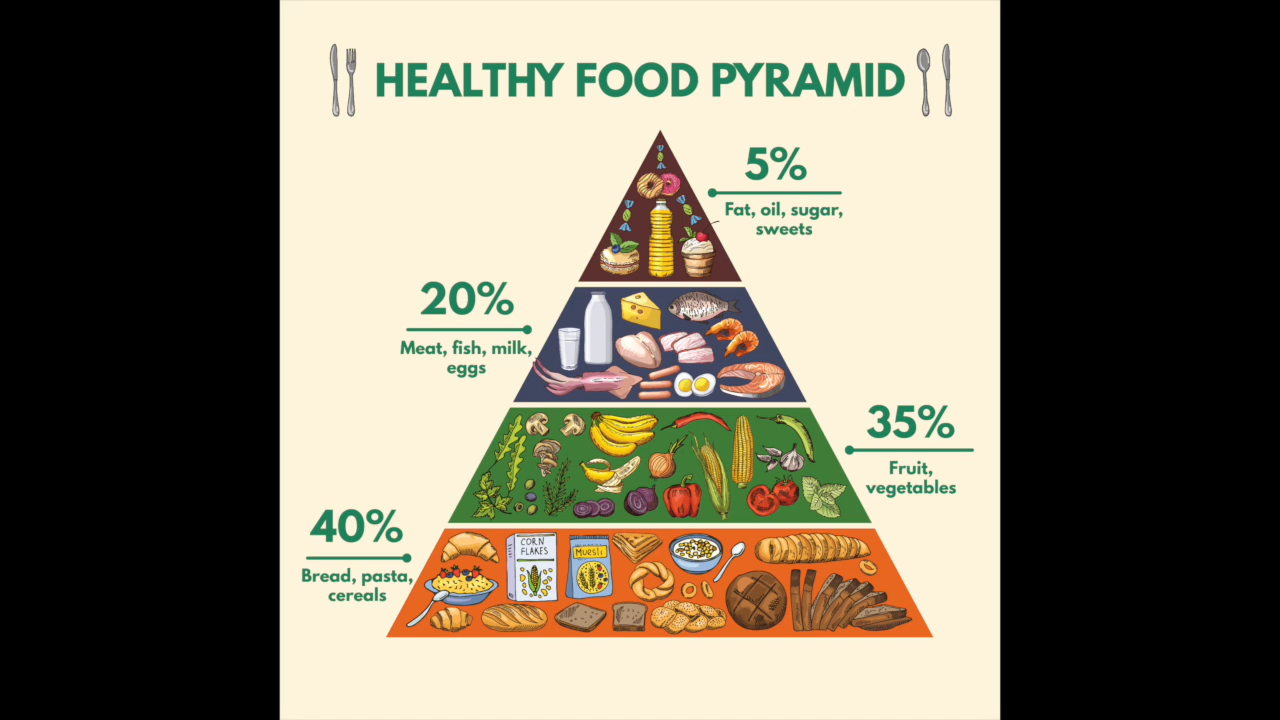 HEALTHY FOOD PYRAMID
5%
Fat, oil, sugar,
sweets
20%
Meat, fish, milk,
eggs
35%
Fruit,
vegetables
40%
Bread, pasta,
cereals
CORN
FLAKES
MUESLI